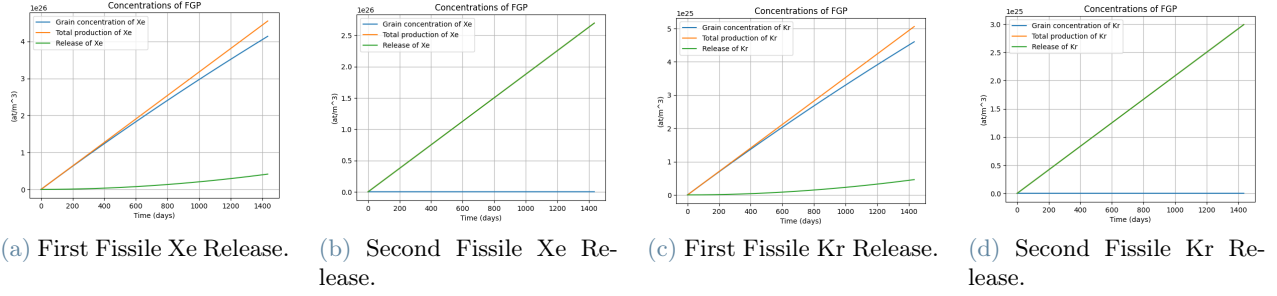 Concentrations of FGP
1e26
Grain concentration of Xe
Total production of Xe
Release of Xe
(at/m^3)
4
3
2
1
0
0 200 400 600 800 1000 1200 1400
Time (days)
(a) First Fissile Xe Release.
Concentrations of FGP
1e26
Grain concentration of Xe
Total production of Xe
Release of Xe
(at/m^3)
2.5
2.0
1.5
1.0
0.5
0.0
0 200 400 600 800 1000 1200 1400
Time (days)
(b) Second Fissile Xe Re-
lease.
Concentrations of FGP
1e25
Grain concentration of Kr
Total production of Kr
Release of Kr
(at/m^3)
5
4
3
2
1
0
0 200 400 600 800 1000 1200 1400
Time (days)
(c) First Fissile Kr Release.
Concentrations of FGP
1e25
Grain concentration of Kr
Total production of Kr
Release of Kr
(at/m^3)
3.0
2.5
2.0
1.5
1.0
0.5
0.0
0 200 400 600 800 1000 1200 1400
Time (days)
(d) Second Fissile Kr Re-
lease.